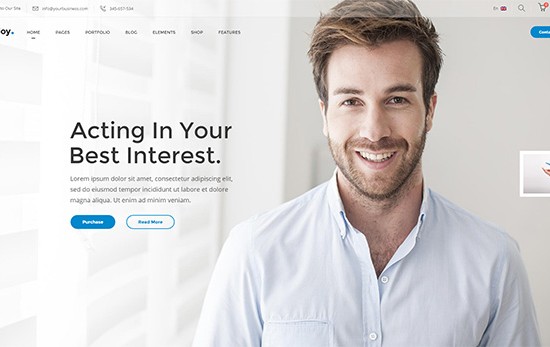 to Our Site
info@yourbusiness.com
345-657-534
En
0
oy.
HOME PAGES PORTFOLIO BLOG ELEMENTS SHOP FEATURES
Conta
Acting In Your
Best Interest.
Lorem ipsum dolor sit amet, consectetur adipiscing elit,
sed do eiusmod tempor incididunt ut labore et dolore
magna aliqua. Ut enim ad minim veniam.
Purchase Read More